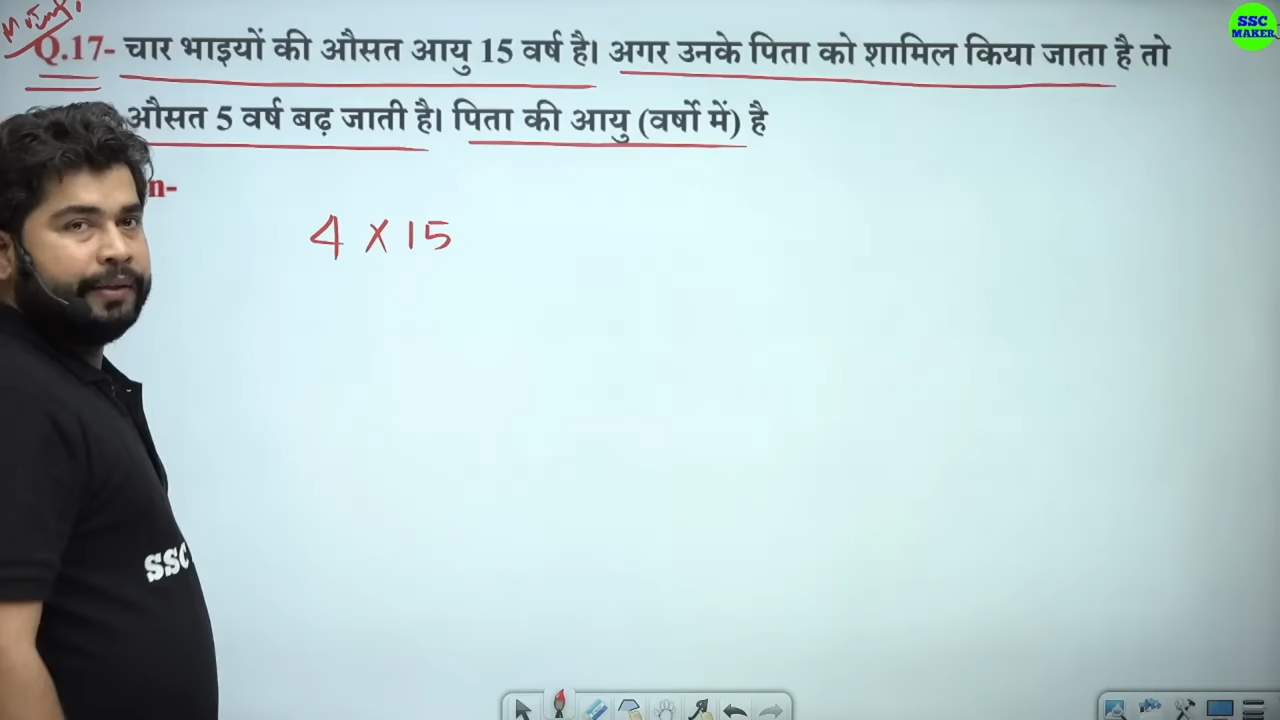 Q.17- चार भाइयों की औसत आयु 15 वर्ष है। अगर उनके पिता को शामिल किया जाता है तो
औसत 5 वर्ष बढ़ जाती है। पिता की आयु (वर्षो में) है
n-
4 x 15
SSC
SSC
MAKER